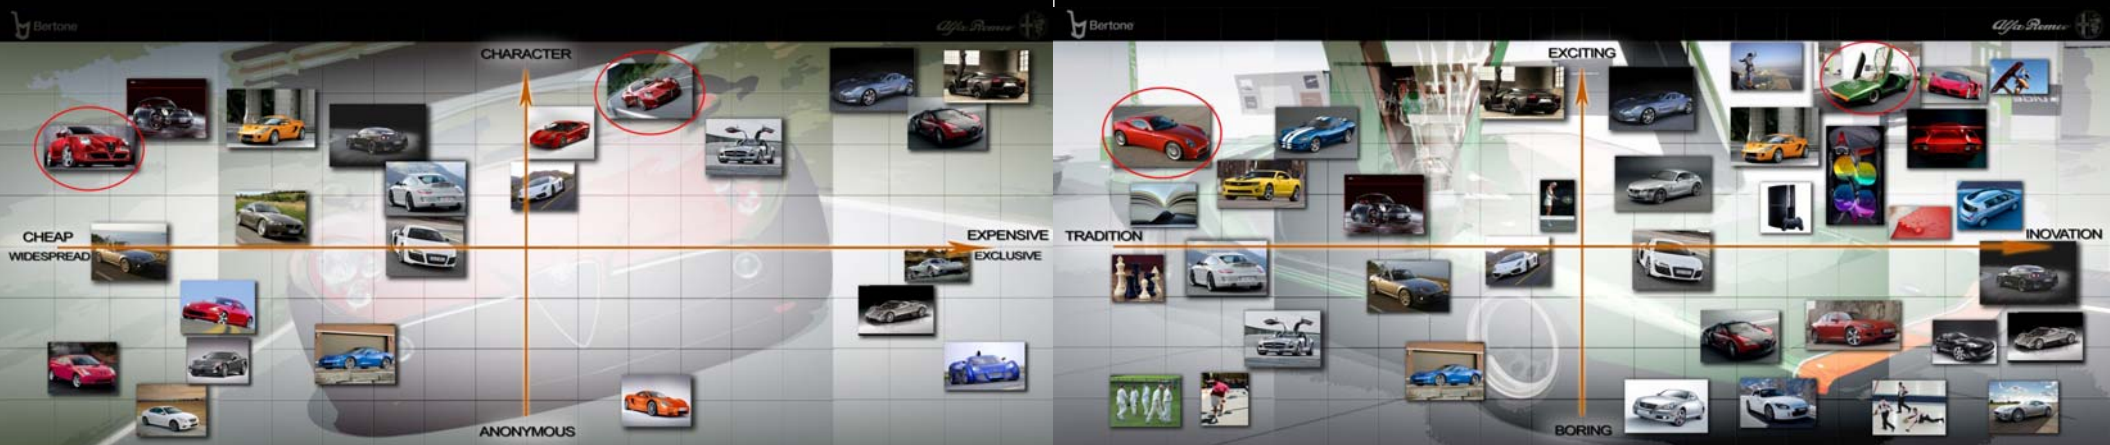 Bertone
Alfa Romeo
CHARACTER
CHEAP
WIDESPREAD
EXPENSIVE
EXCLUSIVE
ANONYMOUS
Bertone
Alfa Romeo
EXCITING
TRADITION
INOVATION
BORING